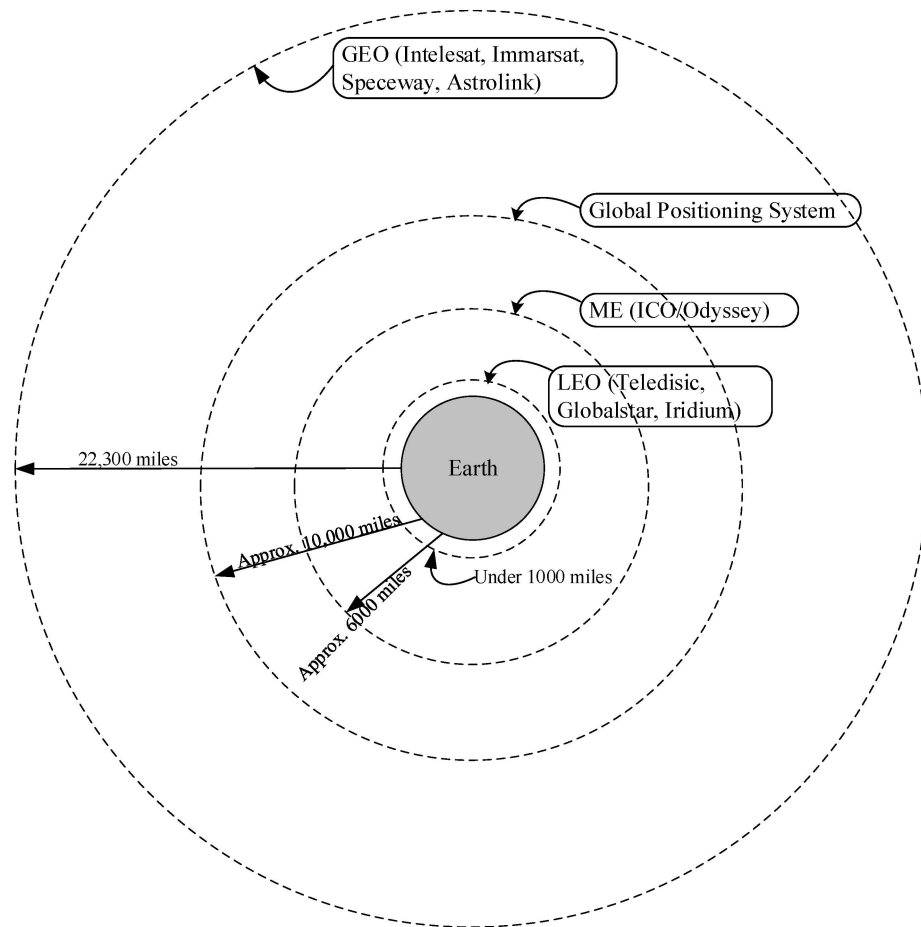 GEO (Intelesat, Immarsat,
Speceway, Astrolink)
Global Positioning System
ME (ICO/Odyssey)
LEO (Teledisic,
Globalstar, Iridium)
22,300 miles
Earth
Approx. 10,000 miles
Under 1000 miles
Approx. 6000 miles